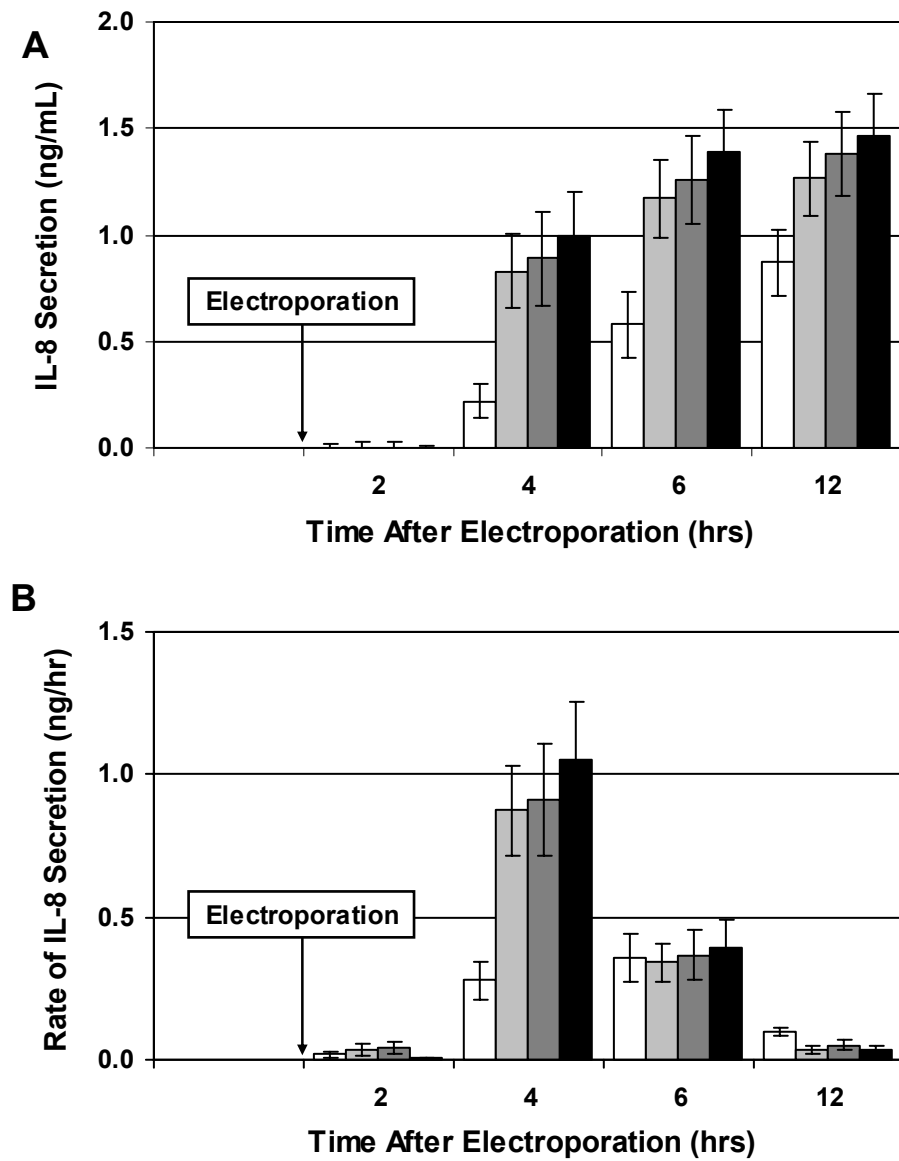 A
IL-8 Secretion (ng/mL)
2.0
1.5
1.0
0.5
0.0
Electroporation
2 4 6 12
Time After Electroporation (hrs)
B
Rate of IL-8 Secretion (ng/hr)
1.5
1.0
0.5
0.0
Electroporation
2 4 6 12
Time After Electroporation (hrs)